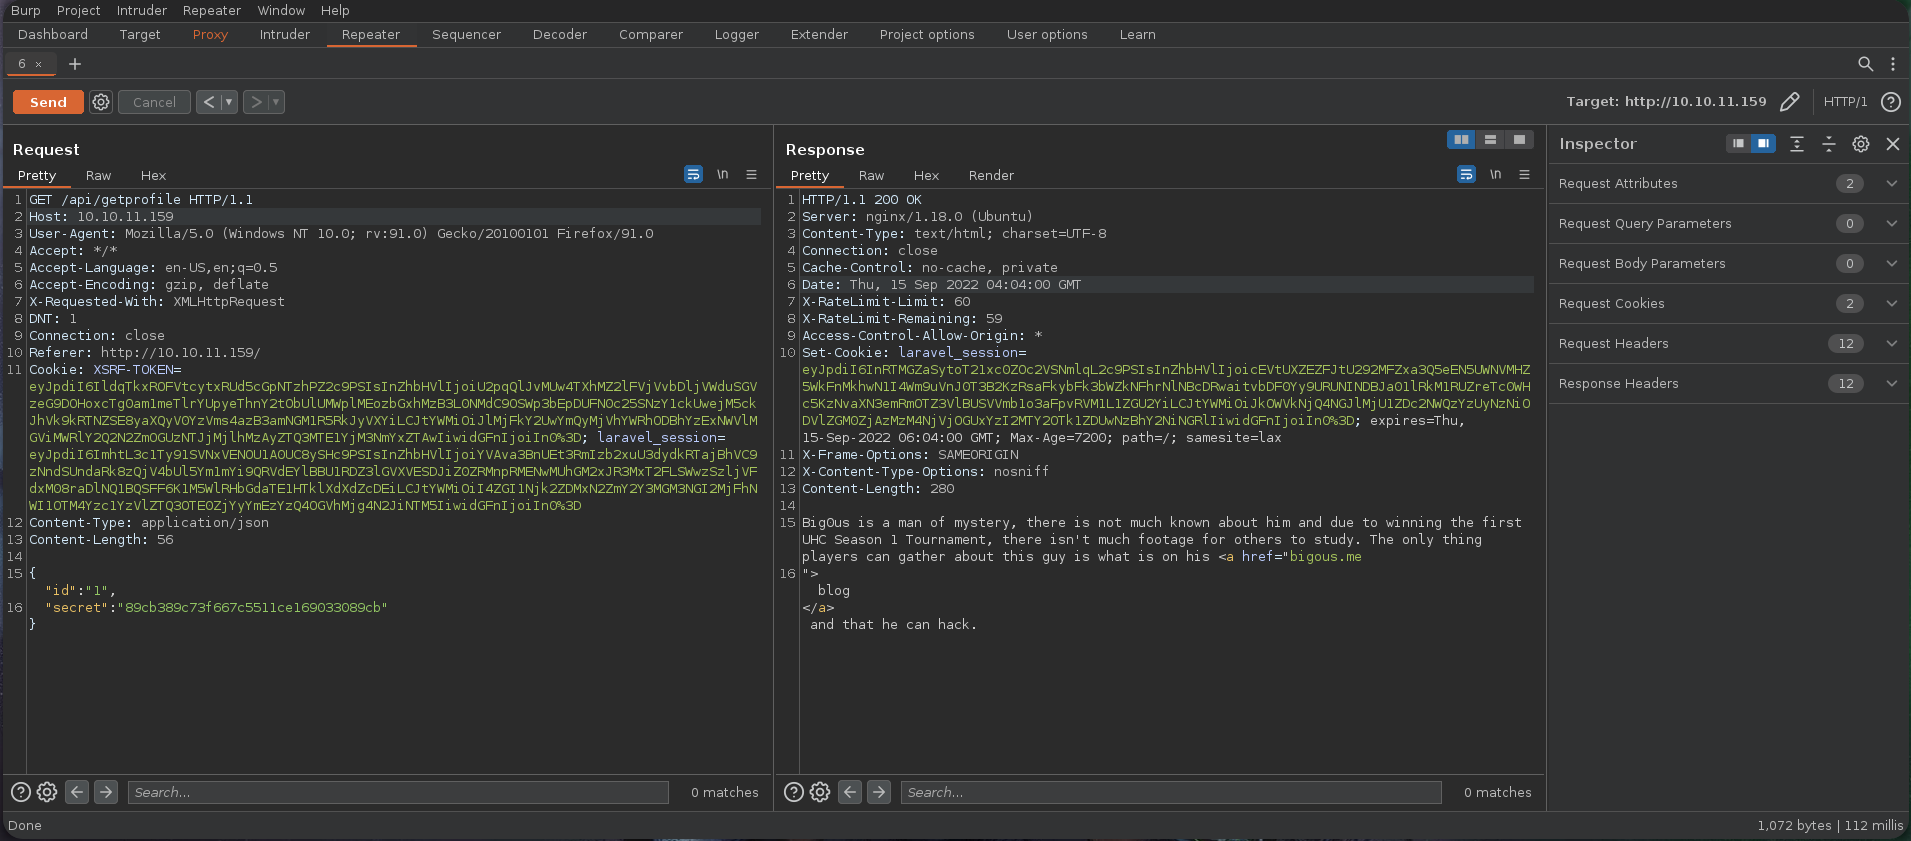 Burp Project Intruder Repeater Window Help
Dashboard Target Proxy Intruder Repeater Sequencer Decoder Comparer Logger Extender Project options User options Learn
6 × +
Send Cancel < ▾ > ▾ Target: http://10.10.11.159 HTTP/1 ?
Request
Pretty Raw Hex \n ≡
1 GET /api/getprofile HTTP/1.1
2 Host: 10.10.11.159
3 User-Agent: Mozilla/5.0 (Windows NT 10.0; rv:91.0) Gecko/20100101 Firefox/91.0
4 Accept: */*
5 Accept-Language: en-US,en;q=0.5
6 Accept-Encoding: gzip, deflate
7 X-Requested-With: XMLHttpRequest
8 DNT: 1
9 Connection: close
10 Referer: http://10.10.11.159/
11 Cookie: XSRF-TOKEN=
; laravel_session=
12 Content-Type: application/json
13 Content-Length: 56
14
15 {
"id":"1",
16 "secret":"89cb389c73f667c5511ce169033089cb"
}
? Search... 0 matches
Response
Pretty Raw Hex Render \n ≡
1 HTTP/1.1 200 OK
2 Server: nginx/1.18.0 (Ubuntu)
3 Content-Type: text/html; charset=UTF-8
4 Connection: close
5 Cache-Control: no-cache, private
6 Date: Thu, 15 Sep 2022 04:04:00 GMT
7 X-RateLimit-Limit: 60
8 X-RateLimit-Remaining: 59
9 Access-Control-Allow-Origin: *
10 Set-Cookie: laravel_session=
; expires=Thu,
15-Sep-2022 06:04:00 GMT; Max-Age=7200; path=/; samesite=lax
11 X-Frame-Options: SAMEORIGIN
12 X-Content-Type-Options: nosniff
13 Content-Length: 280
14
15 Big0us is a man of mystery, there is not much known about him and due to winning the first
UHC Season 1 Tournament, there isn't much footage for others to study. The only thing
players can gather about this guy is what is on his <a href="bigous.me
16 ">
blog
</a>
and that he can hack.
? Search... 0 matches
Inspector
Request Attributes 2
Request Query Parameters 0
Request Body Parameters 0
Request Cookies 2
Request Headers 12
Response Headers 12
Done 1,072 bytes | 112 millis